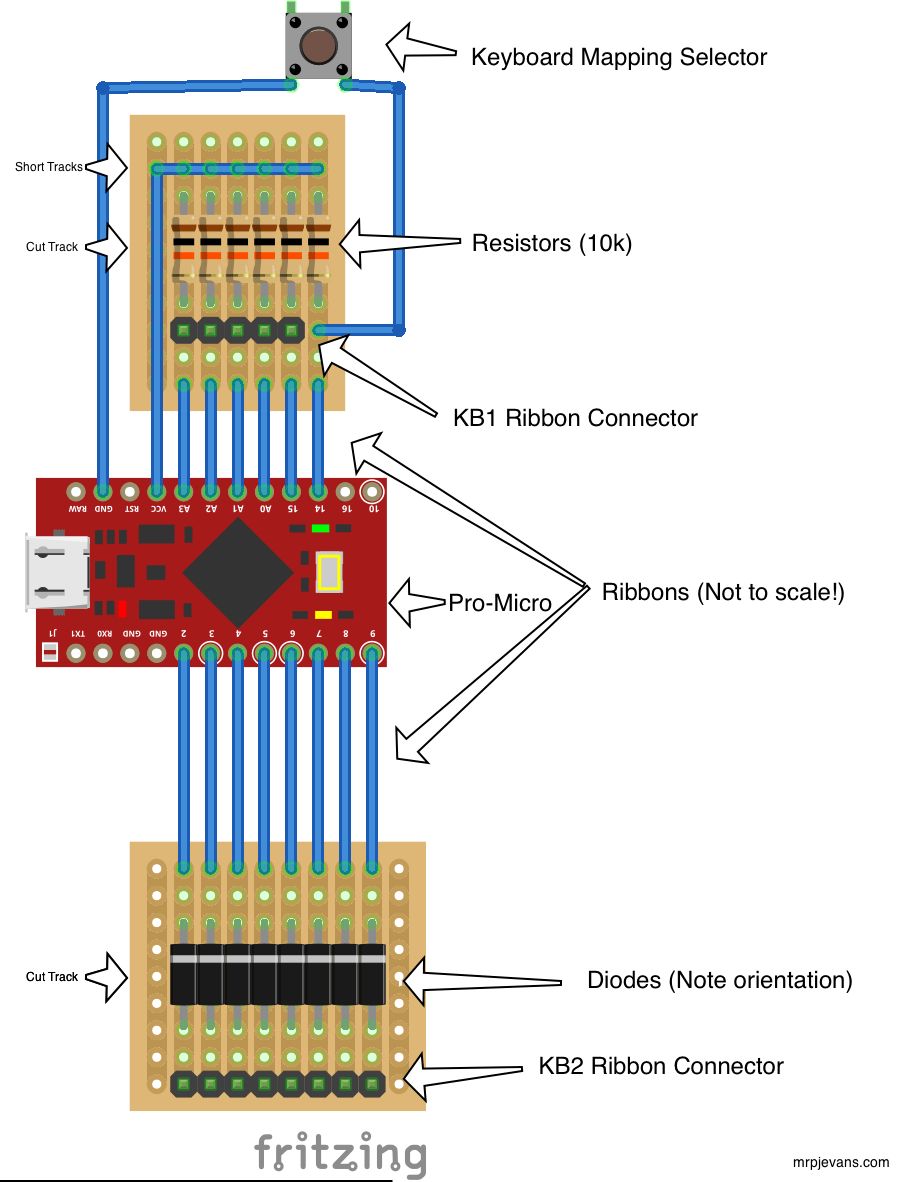 Keyboard Mapping Selector
Short Tracks
Cut Track
Resistors (10k)
KB1 Ribbon Connector
RAW GND RST VCC A3 A2 A1 A0 15 14 16 10
Ribbons (Not to scale!)
Pro-Micro
J1 TX1 RX0 GND GND 2 3 4 5 6 7 8 9
Cut Track
Diodes (Note orientation)
KB2 Ribbon Connector
fritzing
mrpjevans.com